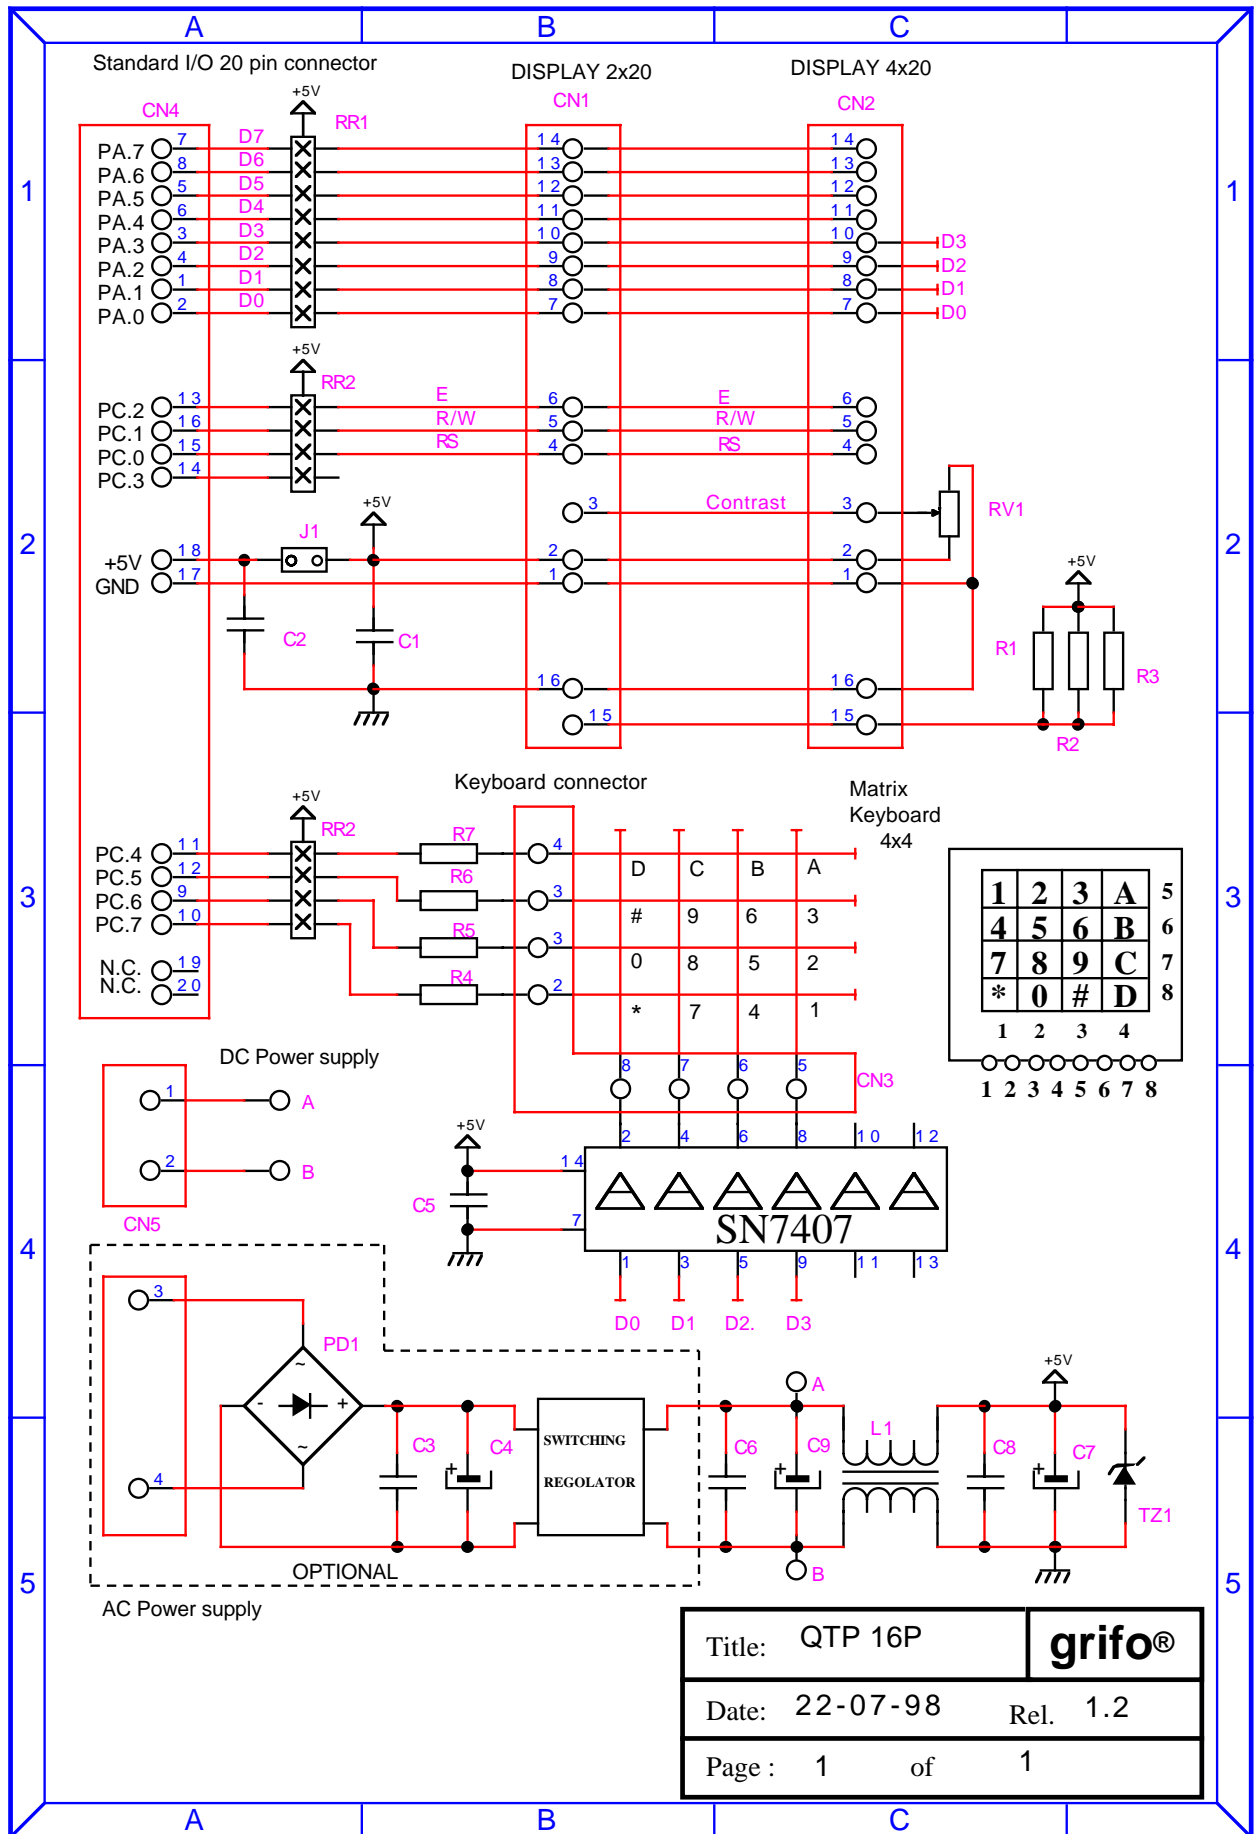 A B C
Standard I/O 20 pin connector
DISPLAY 2x20
DISPLAY 4x20
+5V
CN4 RR1 CN1 CN2
PA.7 7 D7 14 14
PA.6 8 D6 13 13
1 PA.5 5 D5 12 12 1
PA.4 6 D4 11 11
PA.3 3 D3 10 10 D3
PA.2 4 D2 9 9 D2
PA.1 1 D1 8 8 D1
PA.0 2 D0 7 7 D0
+5V
RR2
PC.2 13 E 6 E 6
PC.1 16 R/W 5 R/W 5
PC.0 15 RS 4 RS 4
PC.3 14
+5V
3 Contrast 3 RV1
2 J1 2
+5V 18 2 2 +5V
GND 17 1 1
C2 C1 R1 R3
16 16
15 15
R2
Keyboard connector
Matrix
Keyboard
4x4
+5V
RR2
PC.4 11 R7 4
PC.5 12 R6 3
PC.6 9 R5 3
PC.7 10 R4 2
D C B A
# 9 6 3
0 8 5 2
* 7 4 1
1 2 3 A 5
3 4 5 6 B 6 3
7 8 9 C 7
* 0 # D 8
1 2 3 4
1 2 3 4 5 6 7 8
N.C. 19
N.C. 20
DC Power supply
8 7 6 5 CN3
1 A
2 B
CN5
+5V
2 4 6 8 10 12
14
C5
7
SN7407
1 3 5 9 11 13
4 4
D0 D1 D2. D3
3
PD1
~
- +
~
4
C3 C4
+
SWITCHING
REGOLATOR
A
+5V
C6 C9 L1 C8 C7
+ +
TZ1
B
OPTIONAL
5 5
AC Power supply
Title: QTP 16P grifo®
Date: 22-07-98 Rel. 1.2
Page : 1 of 1
A B C